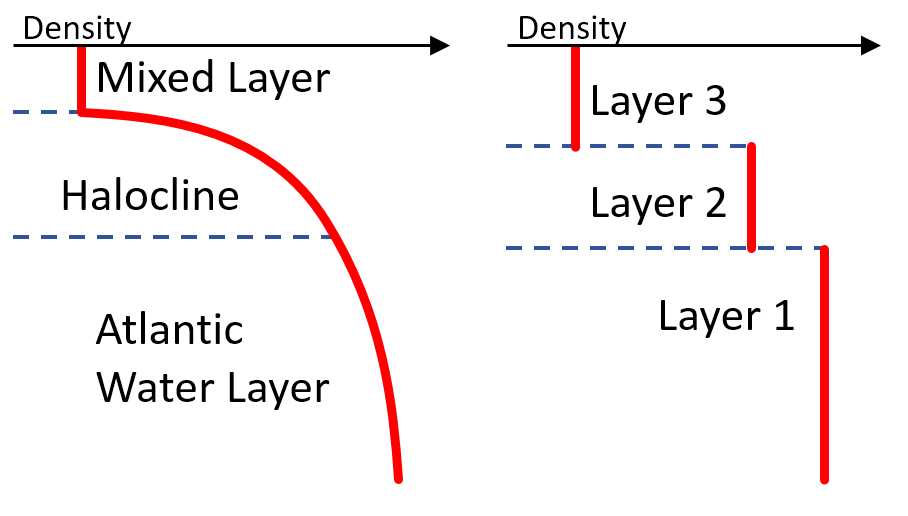 Density
Mixed Layer
Halocline
Atlantic
Water Layer
Density
Layer 3
Layer 2
Layer 1